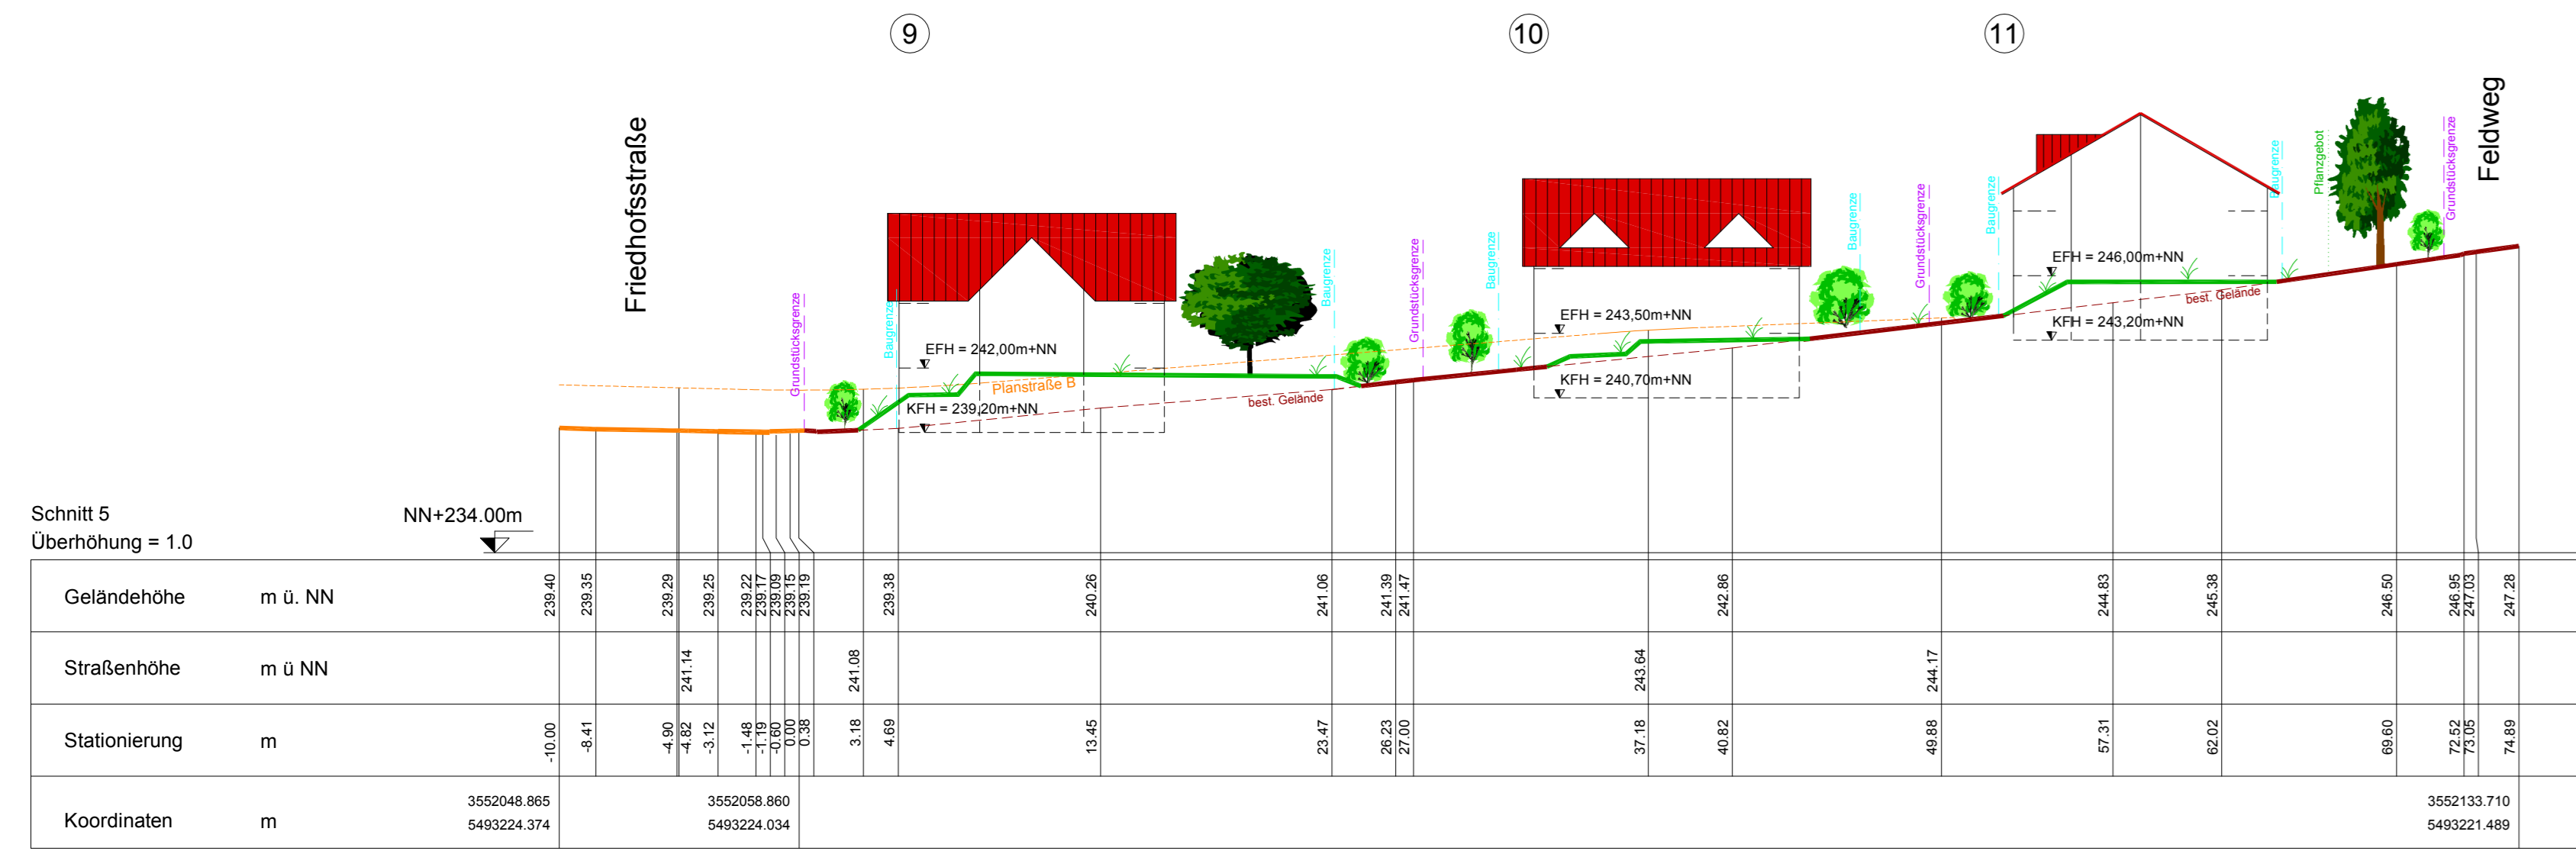 9
10
11
Friedhofsstraße
Feldweg
Grundstücksgrenze
Baugrenze
EFH = 242,00m+NN
Planstraße B
KFH = 239,20m+NN
best. Gelände
Baugrenze
Grundstücksgrenze
Baugrenze
EFH = 243,50m+NN
KFH = 240,70m+NN
Baugrenze
Grundstücksgrenze
Baugrenze
EFH = 246,00m+NN
best. Gelände
KFH = 243,20m+NN
Baugrenze
Pflanzgebot
Grundstücksgrenze
Schnitt 5
Überhöhung = 1.0
NN+234.00m
Geländehöhe m ü. NN 239.40 239.35 239.29 239.25 239.22 239.17 239.09 239.15 239.19 239.38 240.26 241.06 241.39 241.47 242.86 244.83 245.38 246.50 246.95 247.03 247.28
Straßenhöhe m ü NN 241.14 241.08 243.64 244.17
Stationierung m -10.00 -8.41 -4.90 -4.82 -3.12 -1.48 -1.19 -0.60 0.00 0.38 3.18 4.69 13.45 23.47 26.23 27.00 37.18 40.82 49.88 57.31 62.02 69.60 72.52 73.05 74.89
Koordinaten m
3552048.865 3552058.860 3552133.710
5493224.374 5493224.034 5493221.489